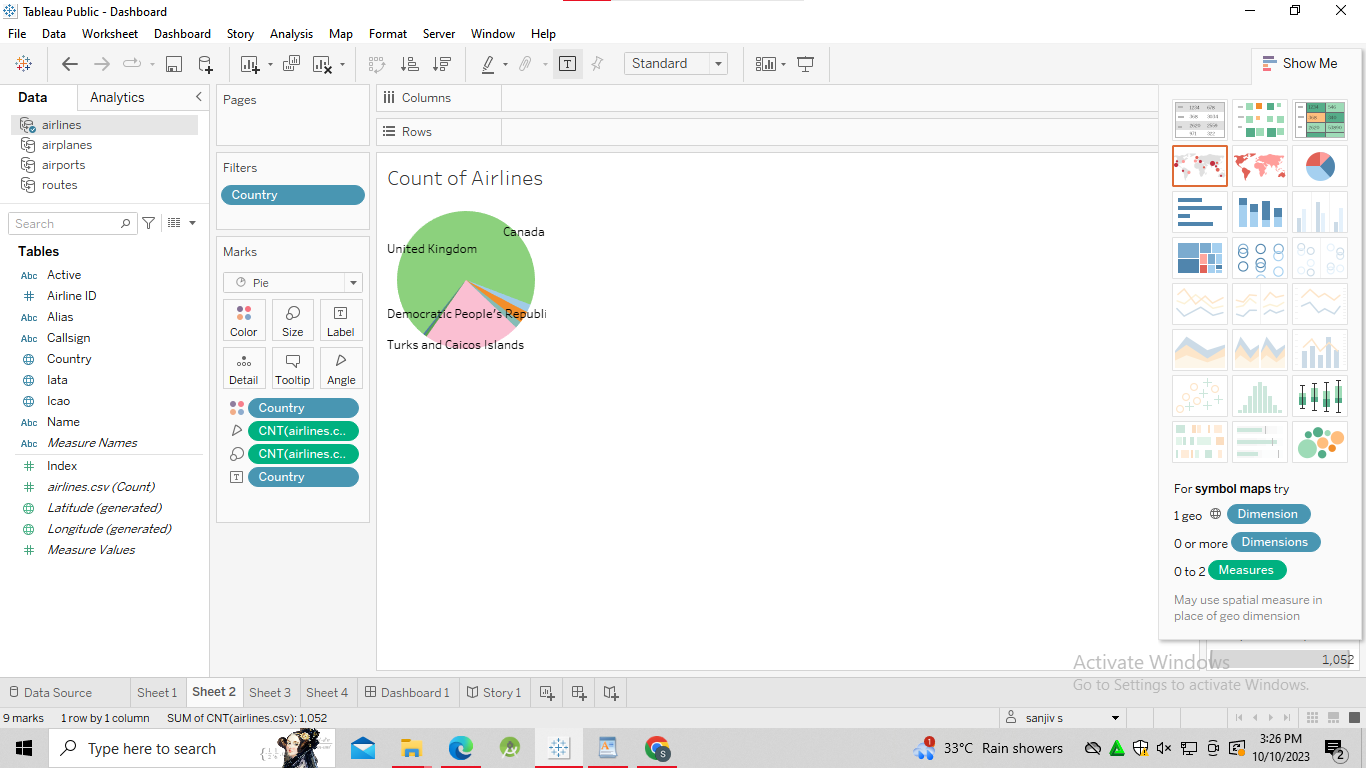 Tableau Public - Dashboard
File Data Worksheet Dashboard Story Analysis Map Format Server Window Help
Standard
Show Me
Data Analytics
airlines
airplanes
airports
routes
Search
Tables
Abc Active
Airline ID
Abc Alias
Abc Callsign
Country
Iata
Icao
Abc Name
Abc Measure Names
Index
airlines.csv (Count)
Latitude (generated)
Longitude (generated)
Measure Values
Pages
Filters
Country
Marks
Pie
Color Size Label
Detail Tooltip Angle
Country
CNT(airlines.c..
CNT(airlines.c..
Country
Columns
Rows
Count of Airlines
Canada
United Kingdom
Democratic People's Republi
Turks and Caicos Islands
For symbol maps try
1 geo Dimension
0 or more Dimensions
0 to 2 Measures
May use spatial measure in
place of geo dimension
1,052
Activate Windows
Go to Settings to activate Windows.
Data Source Sheet 1 Sheet 2 Sheet 3 Sheet 4 Dashboard 1 Story 1
9 marks 1 row by 1 column SUM of CNT(airlines.csv): 1,052
sanjiv s
Type here to search
33°C Rain showers
3:26 PM
10/10/2023
2